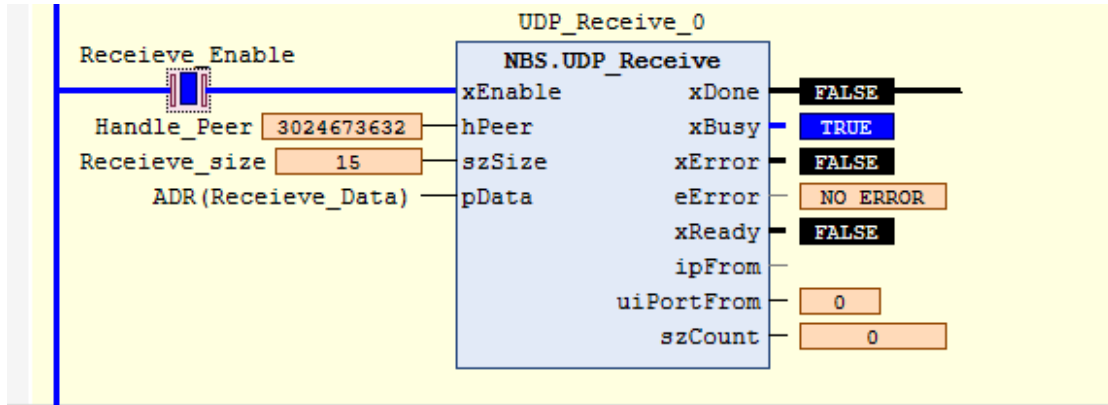 UDP_Receive_0
Receieve_Enable
NBS.UDP_Receive
xEnable xDone FALSE
Handle_Peer 3024673632 hPeer xBusy TRUE
Receieve_size 15 szSize xError FALSE
ADR(Receieve_Data) pData eError NO ERROR
xReady FALSE
ipFrom
uiPortFrom 0
szCount 0